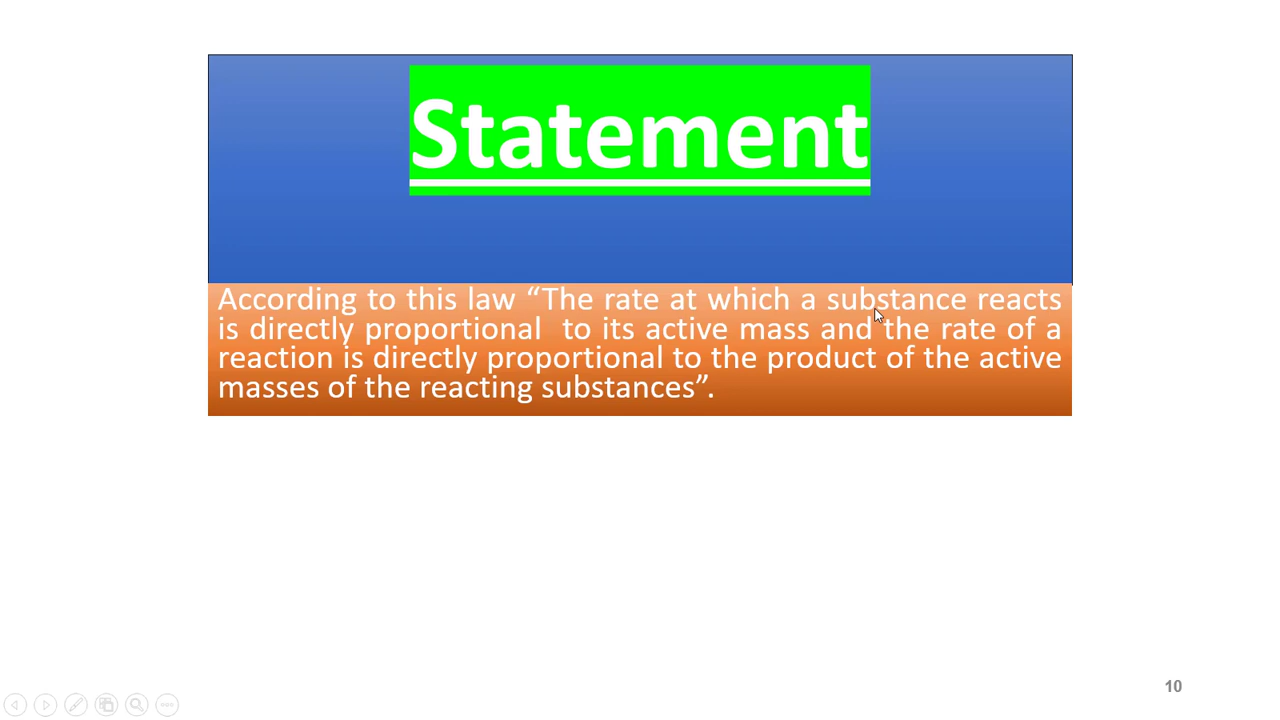 Statement
According to this law “The rate at which a substance reacts
is directly proportional  to its active mass and the rate of a
reaction is directly proportional to the product of the active
masses of the reacting substances”.
10